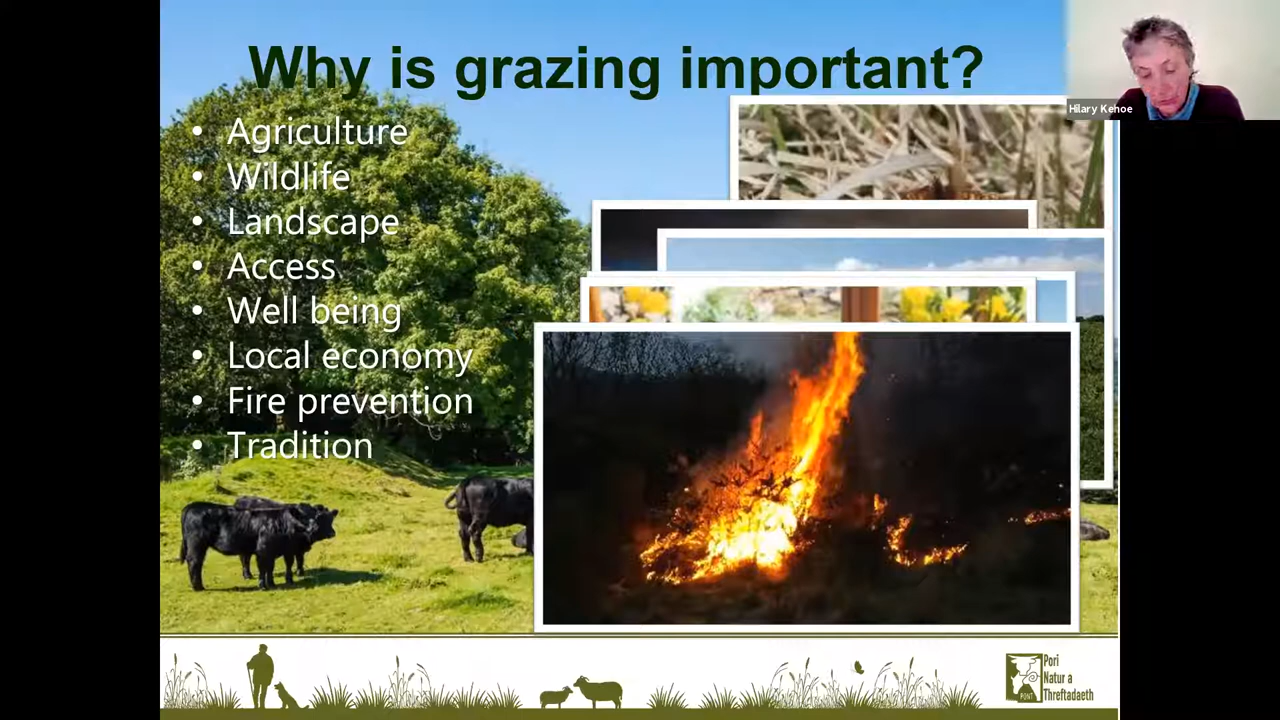 Why is grazing important?
Hilary Kehoe
• Agriculture
• Wildlife
• Landscape
• Access
• Well being
• Local economy
• Fire prevention
• Tradition
Pori
Natur a
Threftadaeth
PONT